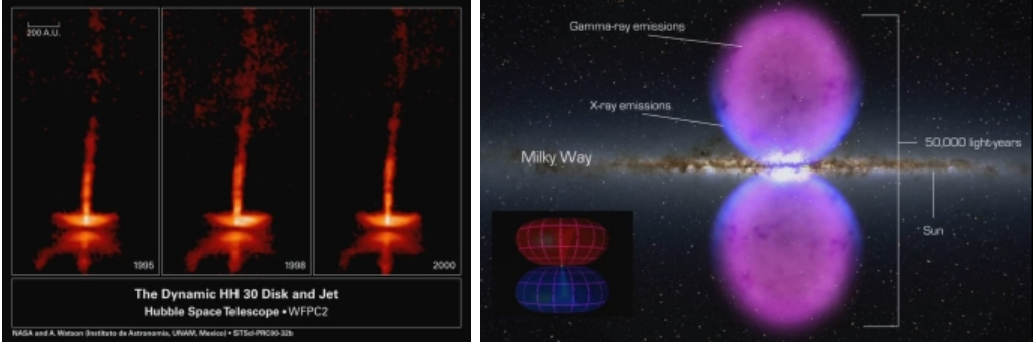 200 A.U.
1995
1998
2000
The Dynamic HH 30 Disk and Jet
Hubble Space Telescope • WFPC2
NASA and A. Watson (Instituto de Astronomía, UNAM, Mexico) • STScI-PRC00-32b
Gamma-ray emissions
X-ray emissions
Milky Way
50,000 light-years
Sun